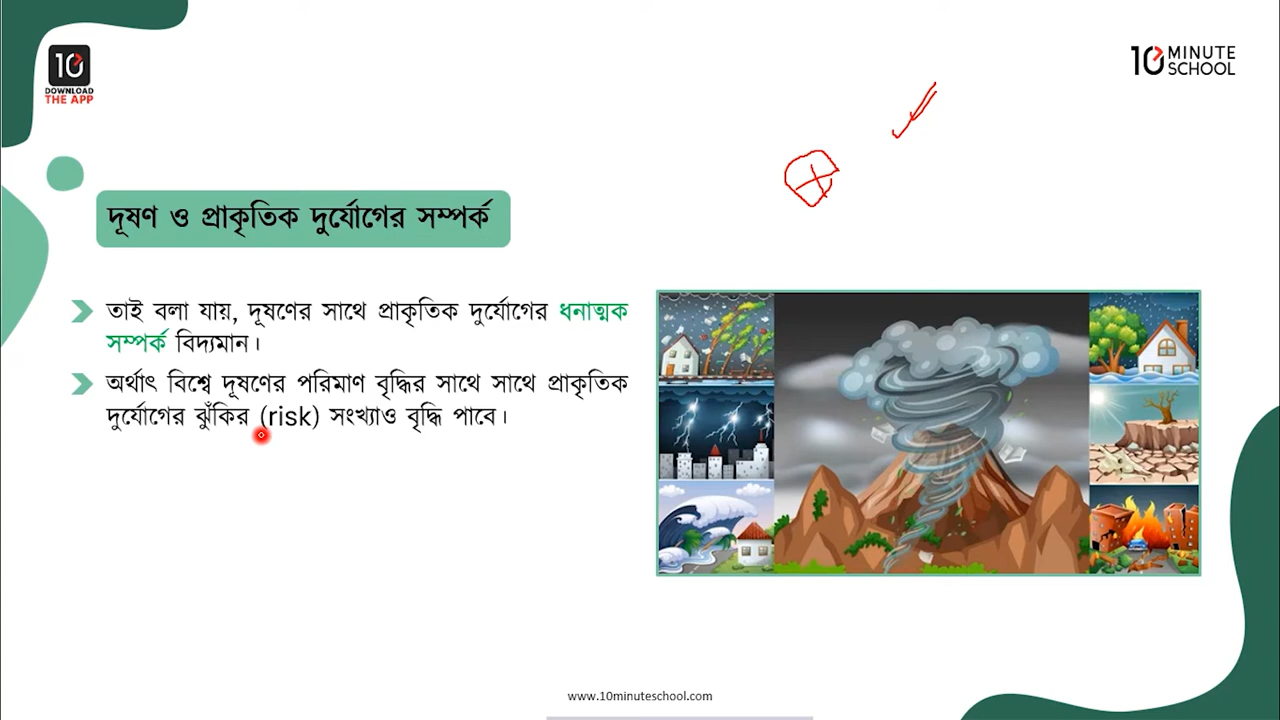 10
DOWNLOAD
THE APP
10 MINUTE
SCHOOL
দূষণ ও প্রাকৃতিক দুর্যোগের সম্পর্ক
তাই বলা যায়, দূষণের সাথে প্রাকৃতিক দুর্যোগের ধনাত্মক
সম্পর্ক বিদ্যমান।
অর্থাৎ বিশ্বে দূষণের পরিমাণ বৃদ্ধির সাথে সাথে প্রাকৃতিক
দুর্যোগের ঝুঁকির (risk) সংখ্যাও বৃদ্ধি পাবে।
www.10minuteschool.com